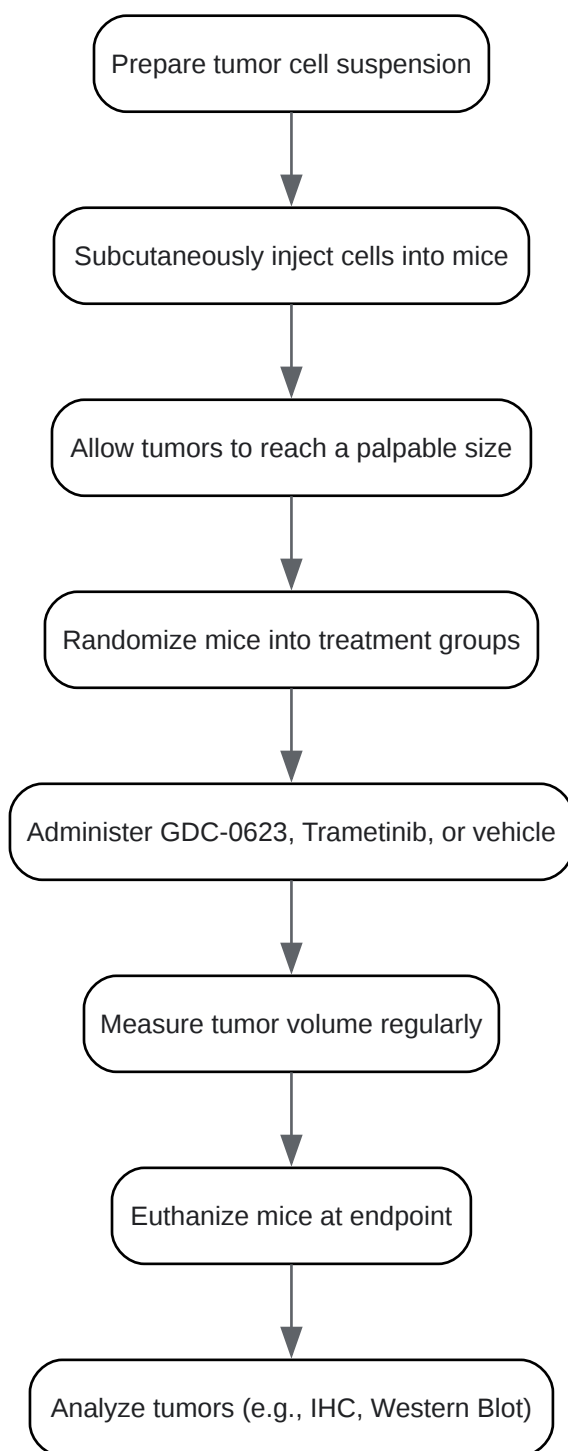 Prepare tumor cell suspension
Subcutaneously inject cells into mice
Allow tumors to reach a palpable size
Randomize mice into treatment groups
Administer GDC-0623, Trametinib, or vehicle
Measure tumor volume regularly
Euthanize mice at endpoint
Analyze tumors (e.g., IHC, Western Blot)